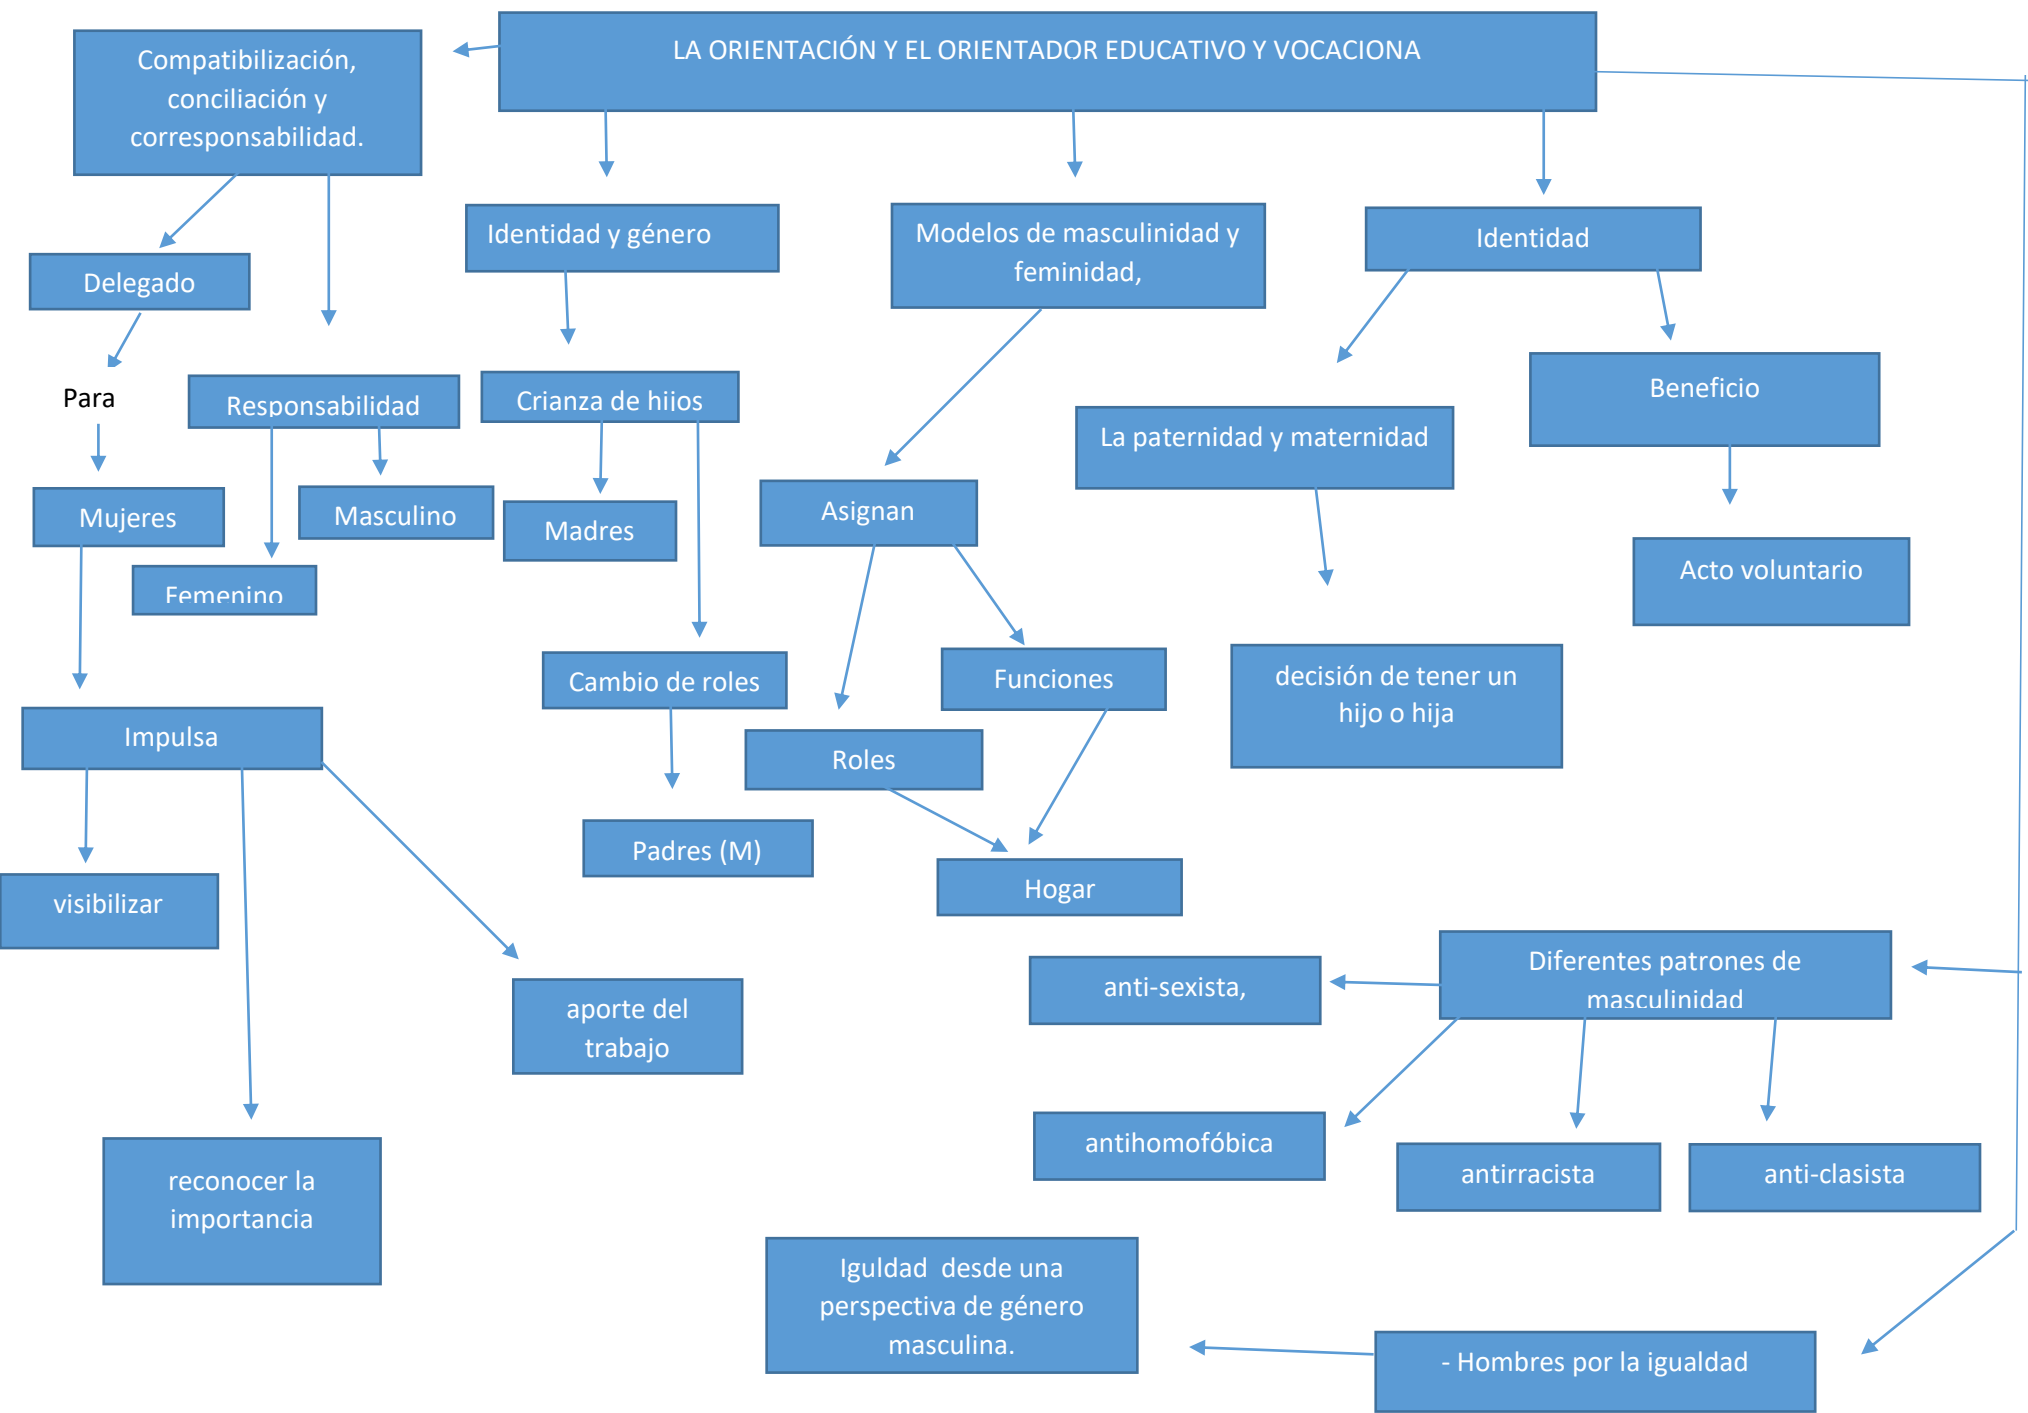 LA ORIENTACIÓN Y EL ORIENTADOR EDUCATIVO Y VOCACIONA
Compatibilización,
conciliación y
corresponsabilidad.
Identidad y género
Modelos de masculinidad y
feminidad,
Identidad
Delegado
Para
Responsabilidad
Crianza de hijos
La paternidad y maternidad
Beneficio
Mujeres
Masculino
Madres
Asignan
Acto voluntario
Femenino
Cambio de roles
Funciones
decisión de tener un
hijo o hija
Impulsa
Roles
Padres (M)
Hogar
visibilizar
aporte del
trabajo
anti-sexista,
Diferentes patrones de
masculinidad
reconocer la
importancia
antihomofóbica
antirracista
anti-clasista
Iguldad  desde una
perspectiva de género
masculina.
- Hombres por la igualdad